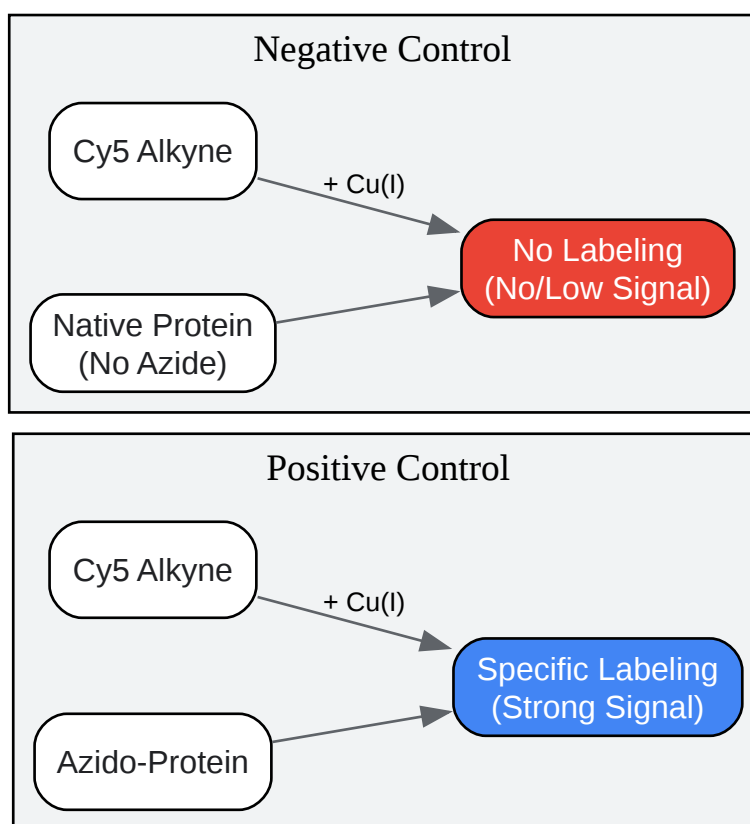 Negative Control
Cy5 Alkyne
+ Cu(I)
No Labeling
(No/Low Signal)
Native Protein
(No Azide)
Positive Control
Cy5 Alkyne
+ Cu(I)
Specific Labeling
(Strong Signal)
Azido-Protein